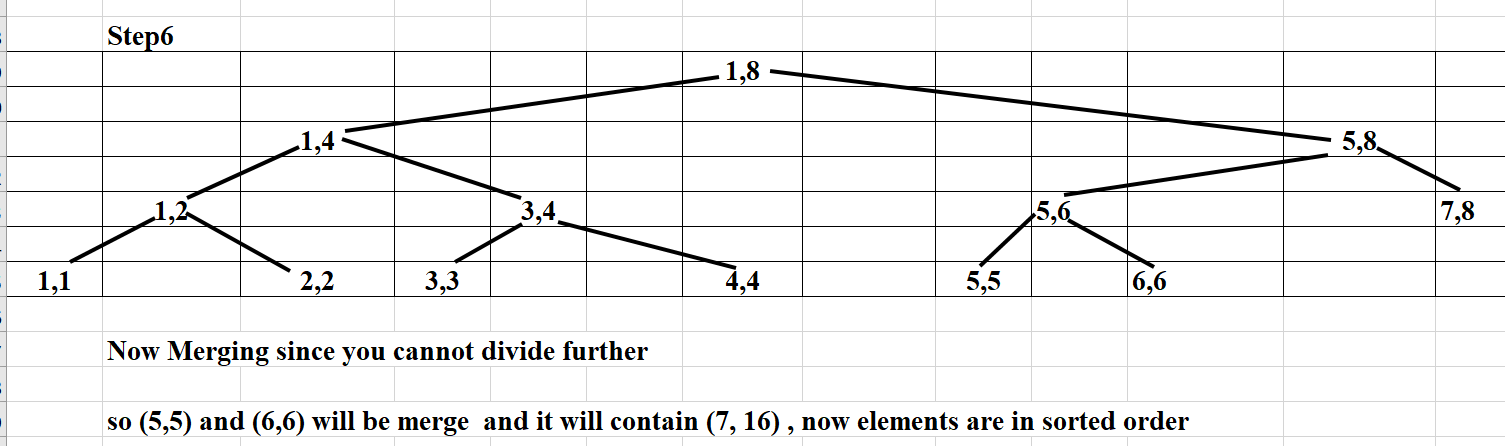 Step6
1,8
1,4 5,8
1,2 3,4 5,6 7,8
1,1 2,2 3,3 4,4 5,5 6,6
Now Merging since you cannot divide further
so (5,5) and (6,6) will be merge and it will contain (7, 16) , now elements are in sorted order